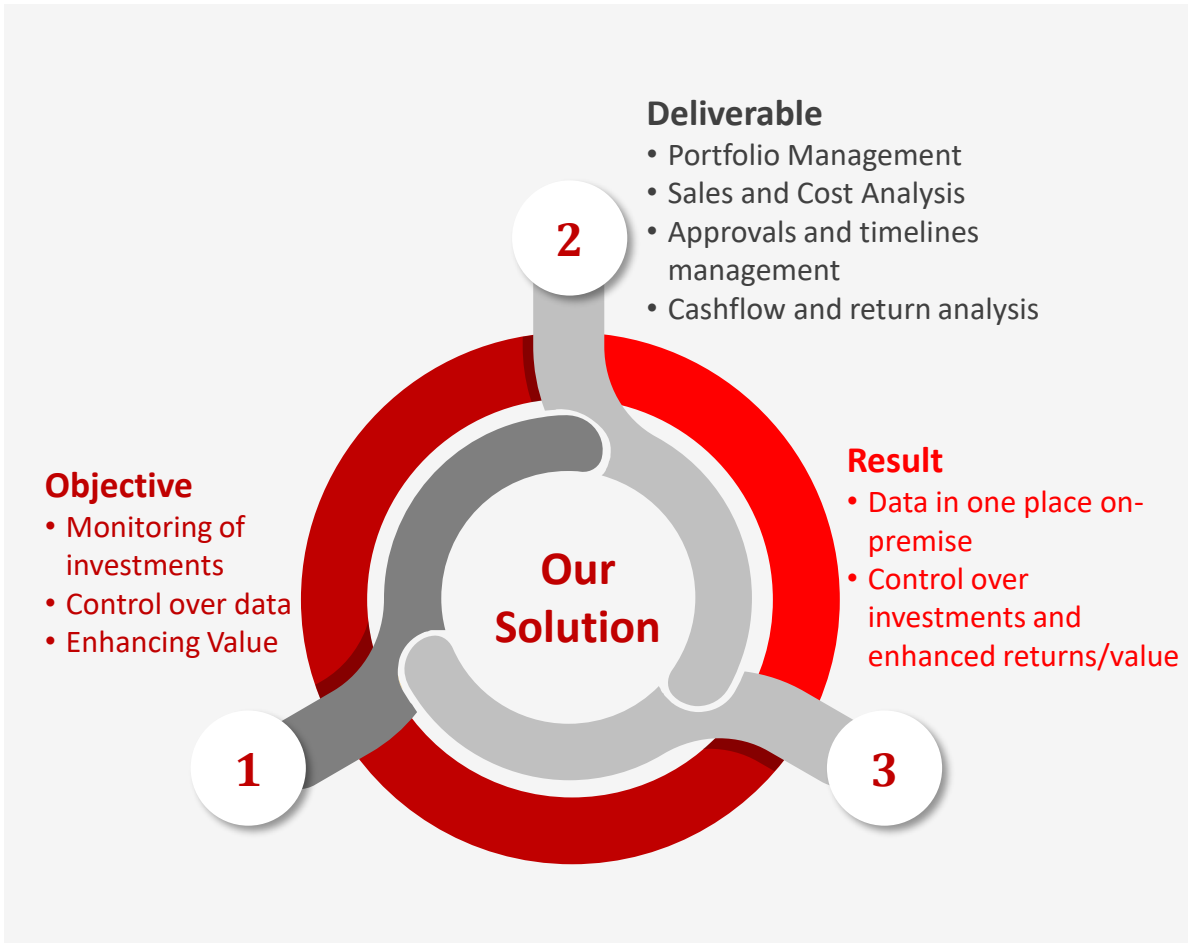 Deliverable
• Portfolio Management
• Sales and Cost Analysis
• Approvals and timelines
management
• Cashflow and return analysis
2
Objective
• Monitoring of
investments
• Control over data
• Enhancing Value
Our
Solution
Result
• Data in one place on-
premise
• Control over
investments and
enhanced returns/value
1
3